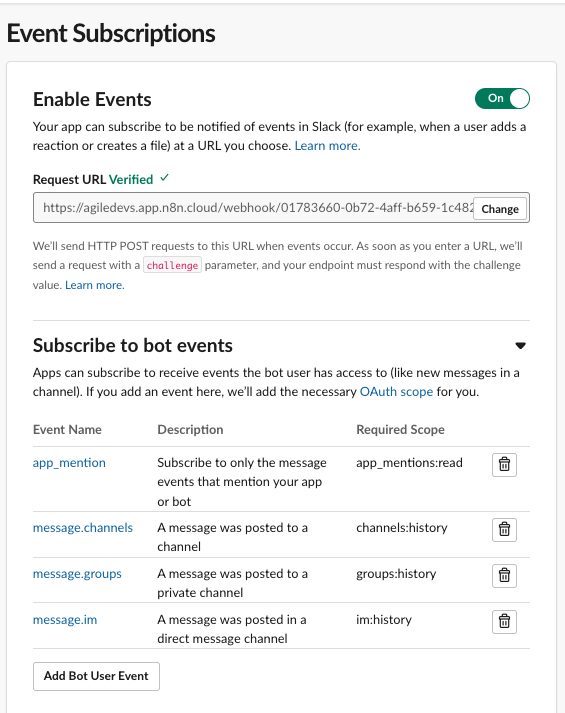 Event Subscriptions
Enable Events
On
Your app can subscribe to be notified of events in Slack (for example, when a user adds a
reaction or creates a file) at a URL you choose. Learn more.
Request URL Verified ✓
https://agiledevs.app.n8n.cloud/webhook/01783660-0b72-4aff-b659-1c482
Change
We'll send HTTP POST requests to this URL when events occur. As soon as you enter a URL, we'll
send a request with a challenge parameter, and your endpoint must respond with the challenge
value. Learn more.
Subscribe to bot events
Apps can subscribe to receive events the bot user has access to (like new messages in a
channel). If you add an event here, we'll add the necessary OAuth scope for you.
Event Name Description Required Scope
app_mention Subscribe to only the message app_mentions:read
events that mention your app
or bot
message.channels A message was posted to a channels:history
channel
message.groups A message was posted to a groups:history
private channel
message.im A message was posted in a im:history
direct message channel
Add Bot User Event